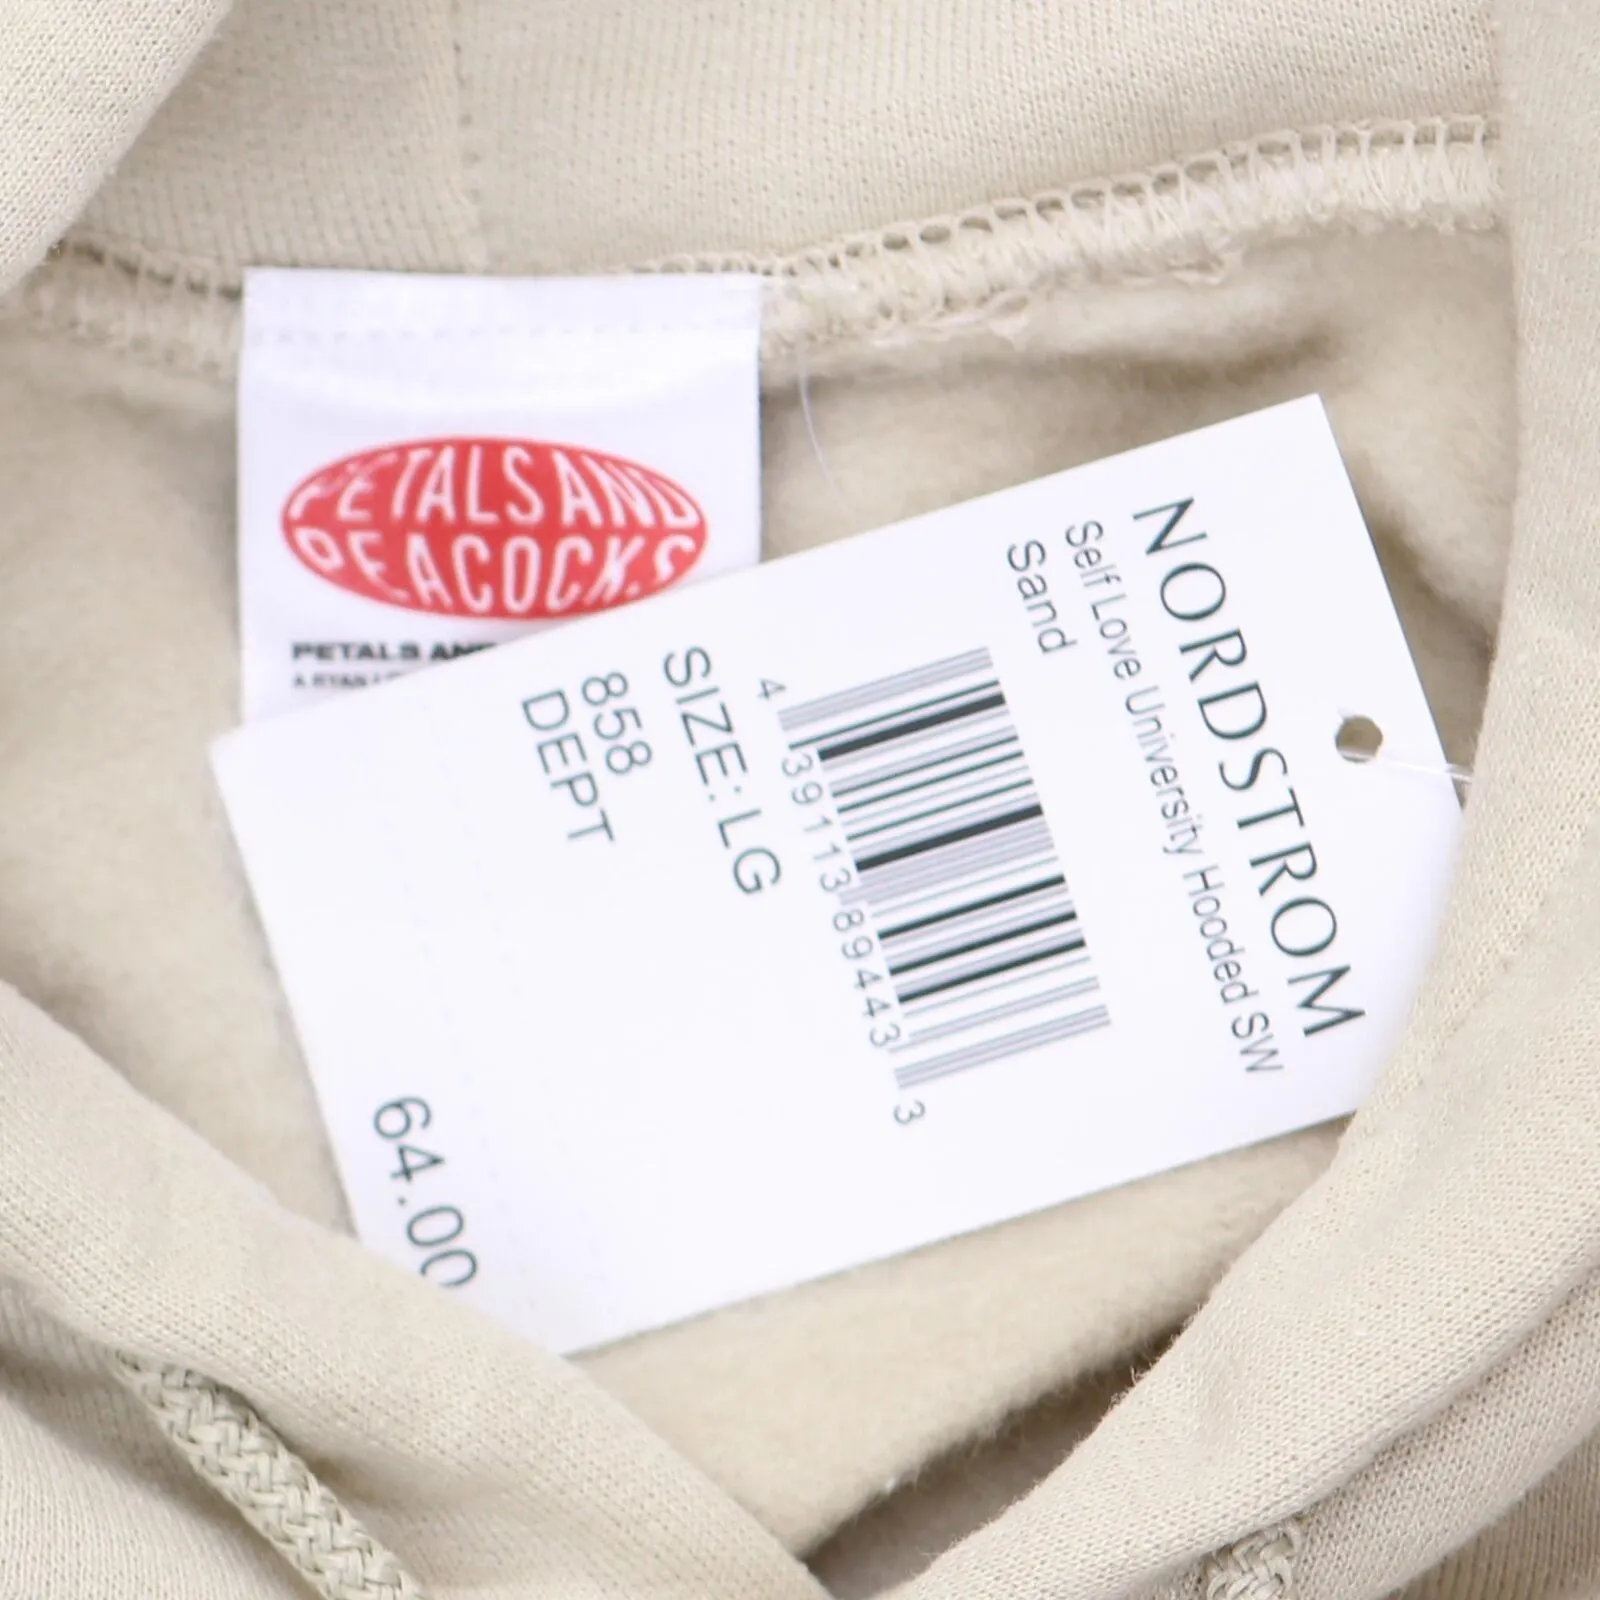 PETALS AND
PEACOCKS
PETALS
NORDSTROM
Self Love University Hooded SW
Sand
4 39113 89443 3
SIZE: LG
858
DEPT
64.00